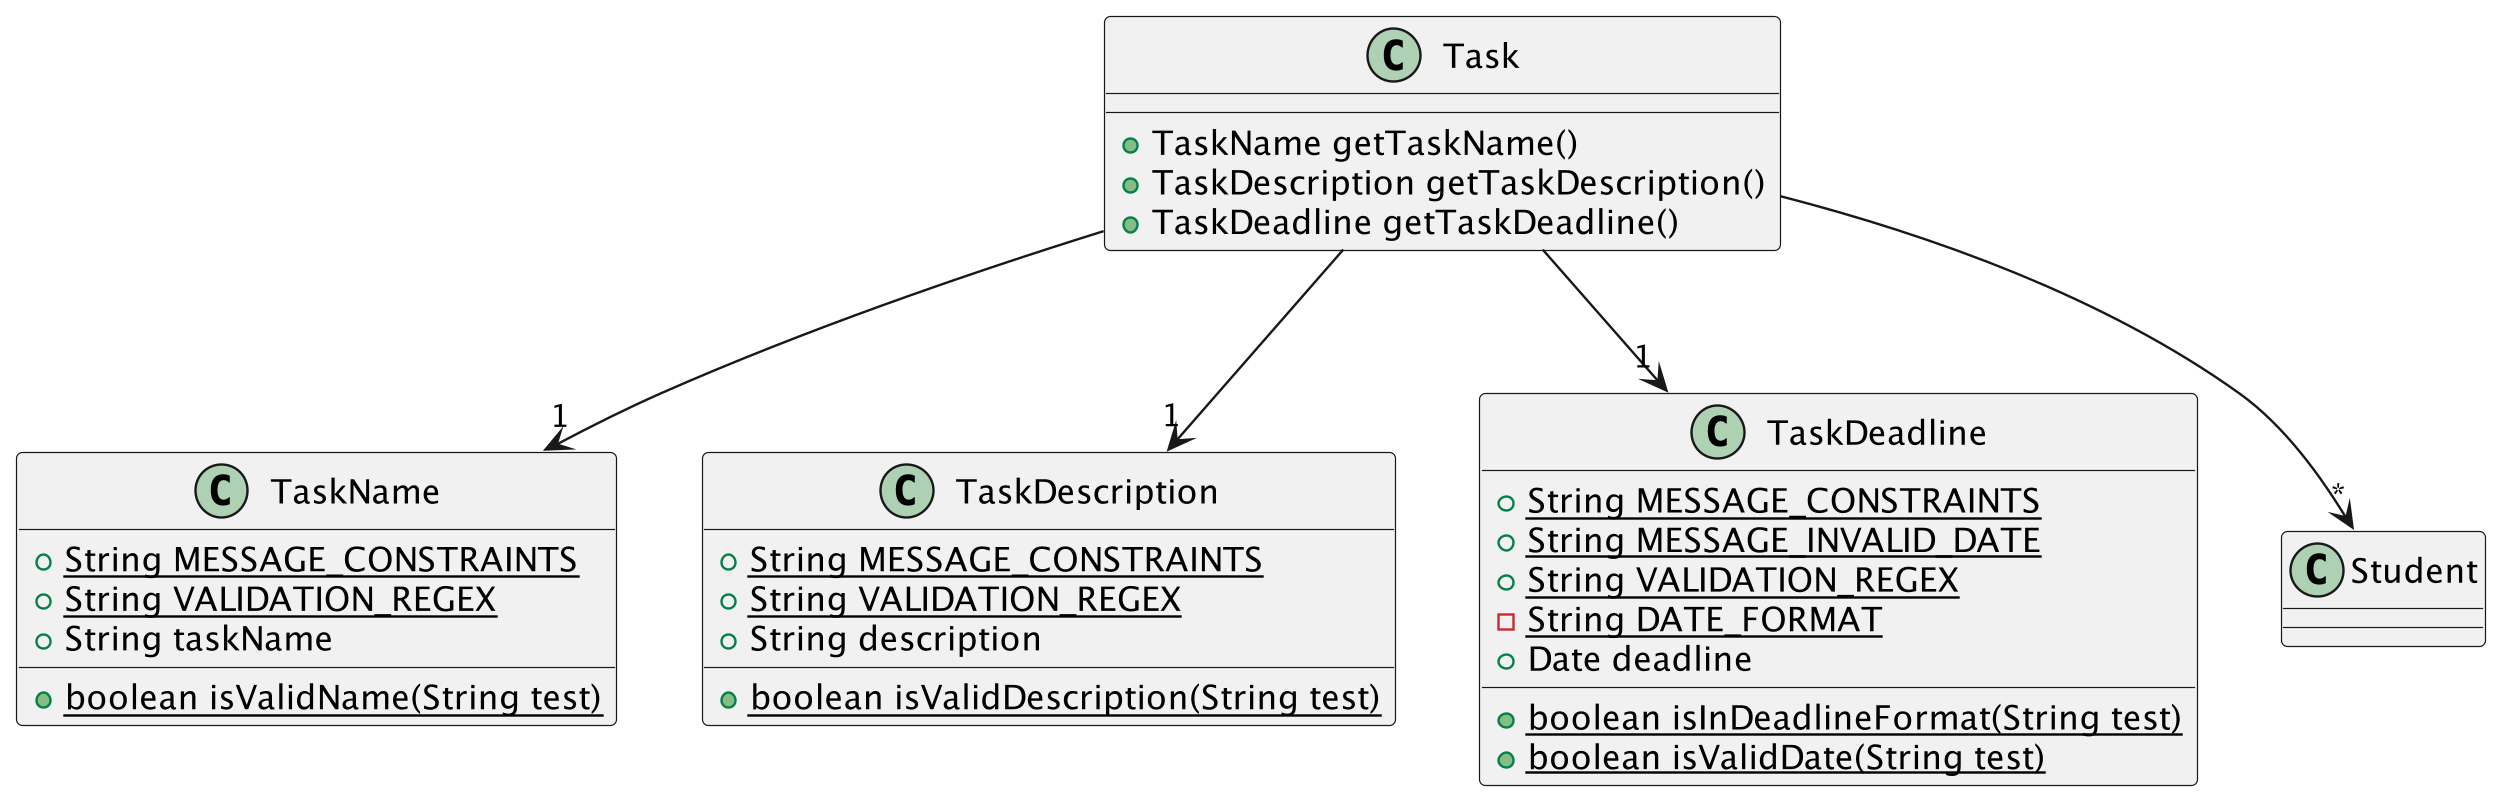 C Task
TaskName getTaskName()
TaskDescription getTaskDescription()
TaskDeadline getTaskDeadline()
1
1
1
*
C TaskName
String MESSAGE_CONSTRAINTS
String VALIDATION_REGEX
String taskName
boolean isValidName(String test)
C TaskDescription
String MESSAGE_CONSTRAINTS
String VALIDATION_REGEX
String description
boolean isValidDescription(String test)
C TaskDeadline
String MESSAGE_CONSTRAINTS
String MESSAGE_INVALID_DATE
String VALIDATION_REGEX
String DATE_FORMAT
Date deadline
boolean isInDeadlineFormat(String test)
boolean isValidDate(String test)
C Student